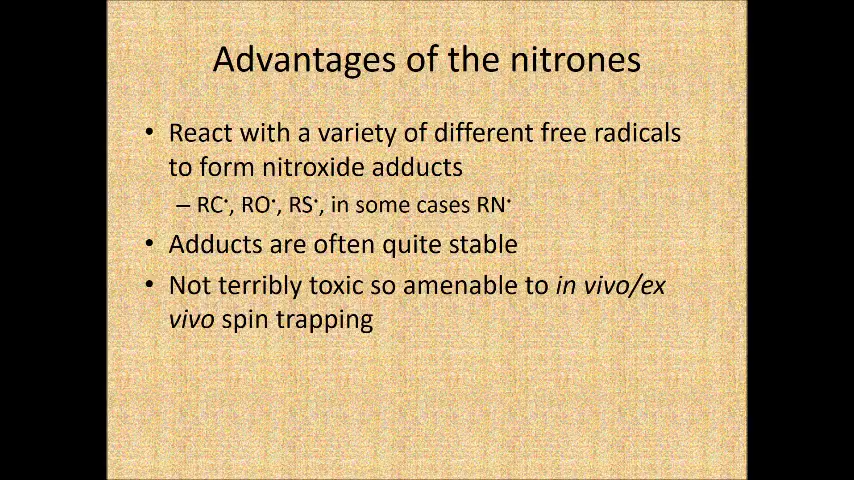 Advantages of the nitrones
• React with a variety of different free radicals
to form nitroxide adducts
– RC•, RO•, RS•, in some cases RN•
• Adducts are often quite stable
• Not terribly toxic so amenable to in vivo/ex
vivo spin trapping